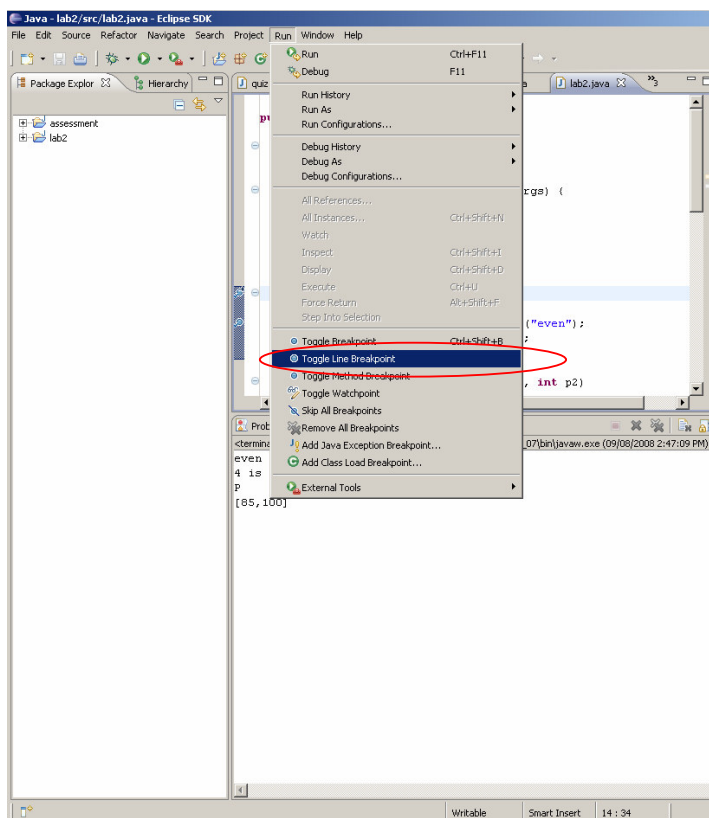 Java - lab2/src/lab2.java - Eclipse SDK
File Edit Source Refactor Navigate Search Project Run Window Help
Package Explor Hierarchy
quiz
lab2.java
3
assessment
lab2
Run Ctrl+F11
Debug F11
Run History
Run As
Run Configurations...
Debug History
Debug As
Debug Configurations...
All References...
All Instances... Ctrl+Shift+N
Watch
Inspect Ctrl+Shift+I
Display Ctrl+Shift+D
Execute Ctrl+U
Force Return Alt+Shift+F
Step Into Selection
Toggle Breakpoint Ctrl+Shift+B
Toggle Line Breakpoint
Toggle Method Breakpoint
Toggle Watchpoint
Skip All Breakpoints
Remove All Breakpoints
Add Java Exception Breakpoint...
Add Class Load Breakpoint...
External Tools
pu
rgs) {
("even");
;
, int p2)
Prob
<termina _07\bin\javaw.exe (09/08/2008 2:47:09 PM)
even
4 is
P
[85,100]
Writable Smart Insert 14 : 34